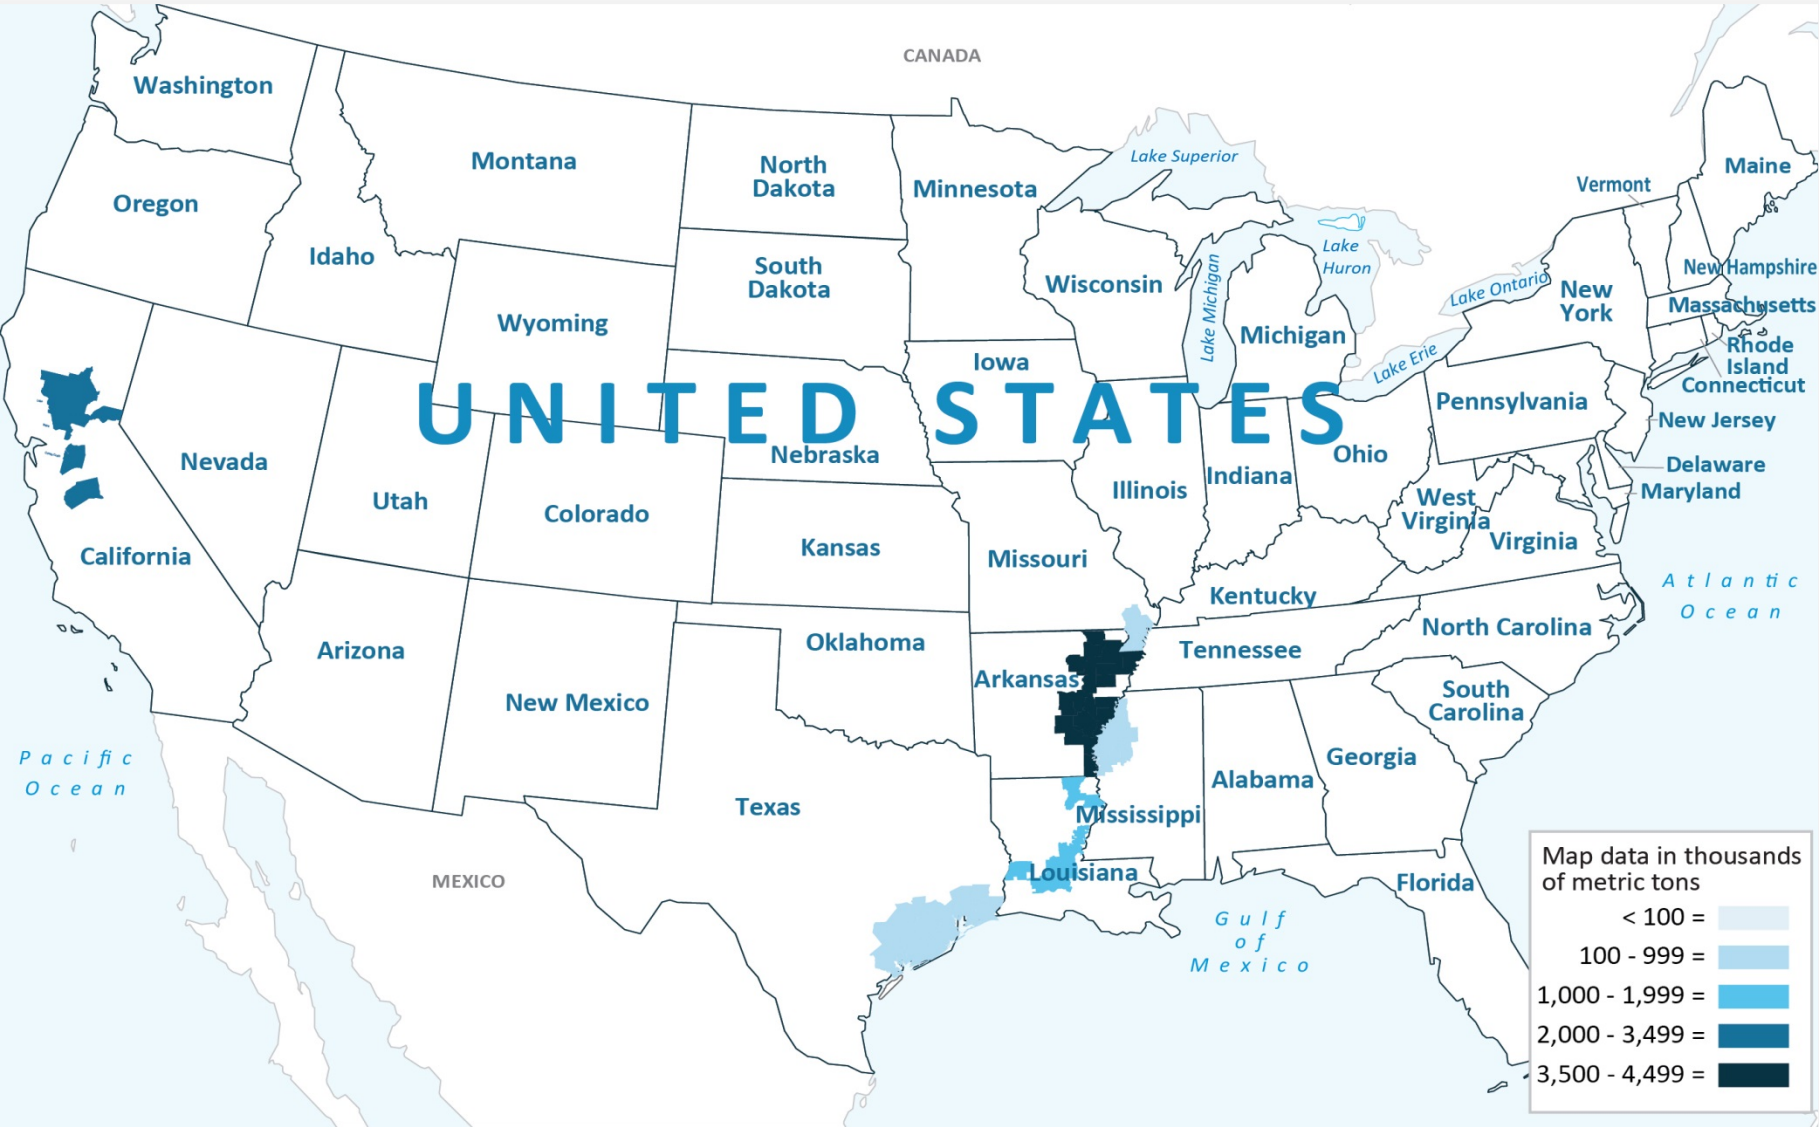 CANADA
Washington
Montana
North
Dakota
Minnesota
Lake Superior
Maine
Vermont
Oregon
Idaho
South
Dakota
Wisconsin
Lake Michigan
Lake
Huron
Lake Ontario
New
York
New Hampshire
Massachusetts
Wyoming
Iowa
Michigan
Lake Erie
Rhode
Island
Connecticut
UNITED STATES
Pennsylvania
New Jersey
Nevada
Nebraska
Ohio
Delaware
Maryland
Utah
Colorado
Illinois
Indiana
West
Virginia
Virginia
California
Kansas
Missouri
Kentucky
Atlantic
Ocean
Arizona
Oklahoma
Tennessee
North Carolina
New Mexico
Arkansas
South
Carolina
Pacific
Ocean
Texas
Mississippi
Alabama
Georgia
MEXICO
Louisiana
Florida
Gulf
of
Mexico
Map data in thousands
of metric tons
< 100 =
100 - 999 =
1,000 - 1,999 =
2,000 - 3,499 =
3,500 - 4,499 =